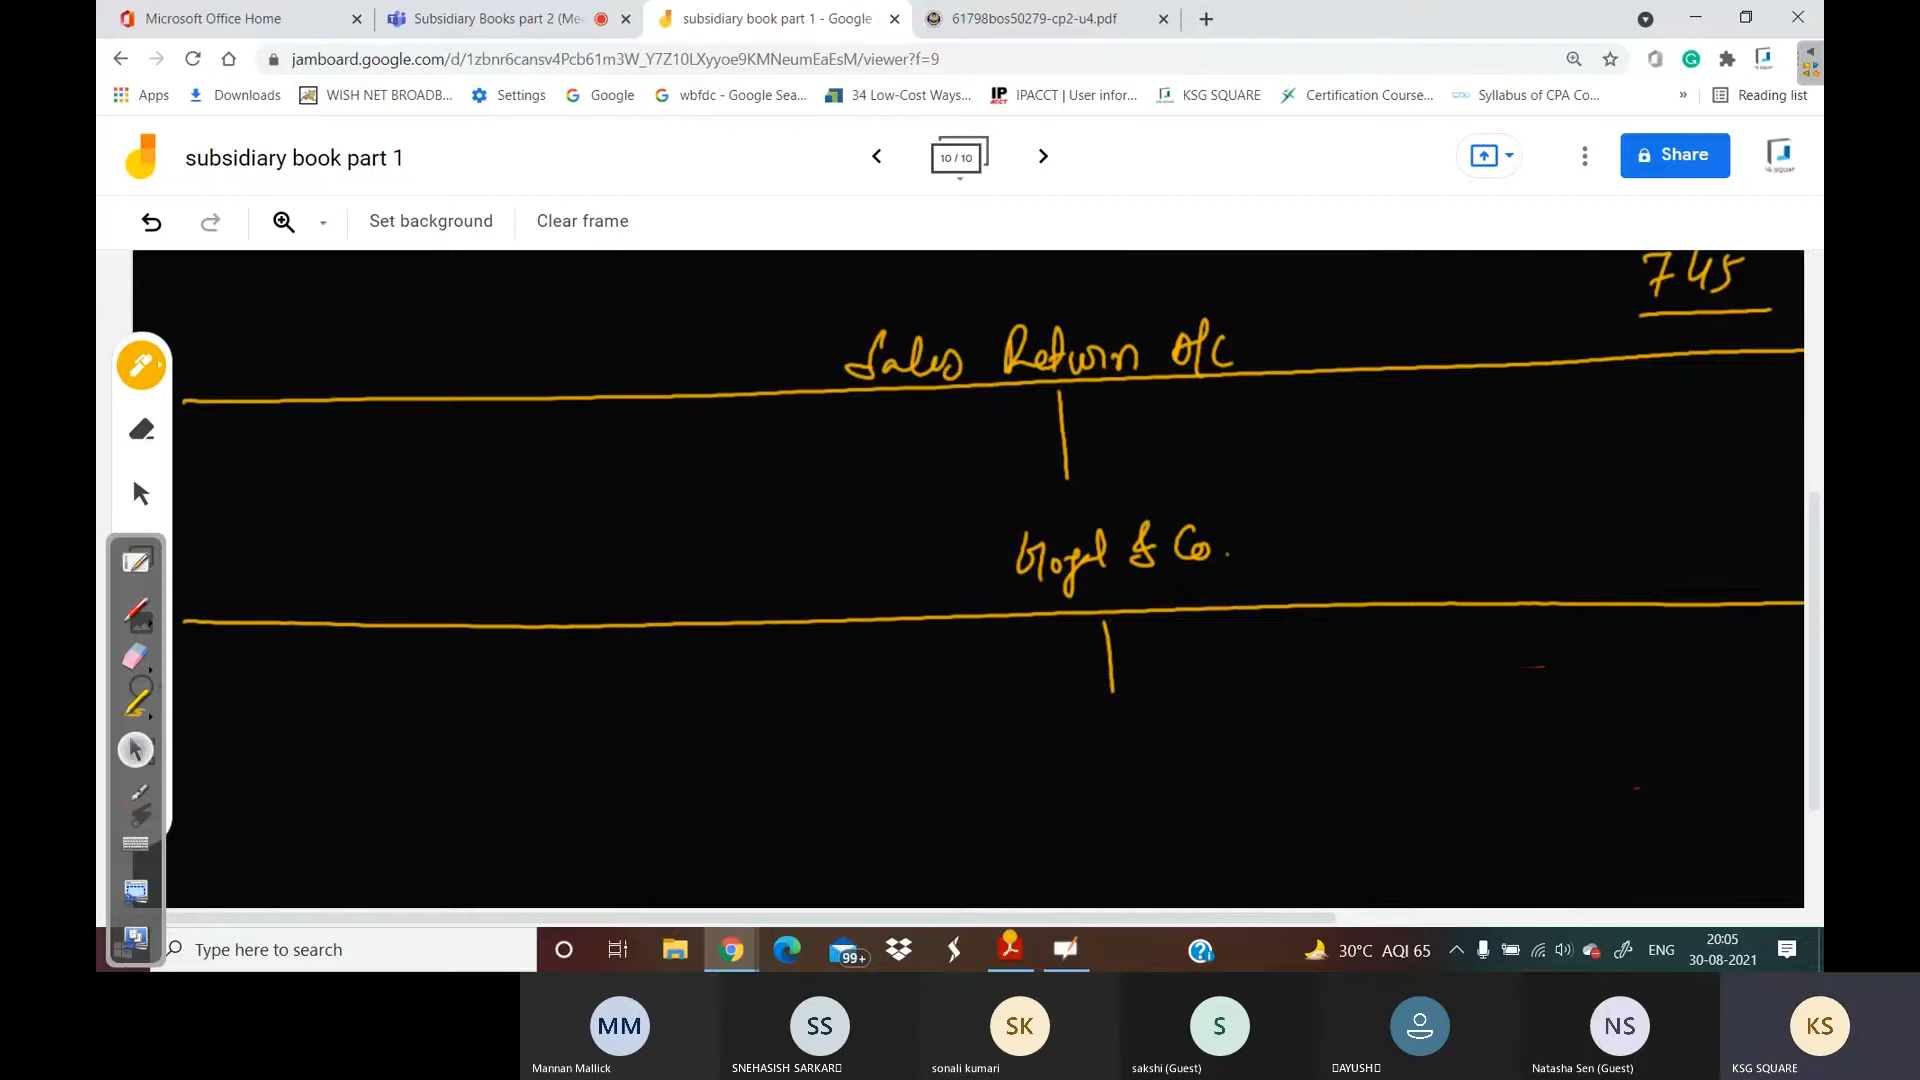 Microsoft Office Home
Subsidiary Books part 2 (Me
subsidiary book part 1 - Google
61798bos50279-cp2-u4.pdf
jamboard.google.com/d/1zbnr6cansv4Pcb61m3W_Y7Z10LXyyoe9KMNeumEaEsM/viewer?f=9
Apps Downloads WISH NET BROADB... Settings Google wbfdc - Google Sea... 34 Low-Cost Ways... IP ACCT IPACCT | User infor... KSG SQUARE Certification Course... Syllabus of CPA Co... » Reading list
subsidiary book part 1
10 / 10
Share
Set background Clear frame
745
Sales Return A/C
& Co.
Type here to search
99+
30°C AQI 65
ENG
20:05
30-08-2021
MM SS SK S NS KS
Mannan Mallick SNEHASISH SARKAR sonali kumari sakshi (Guest) AYUSH Natasha Sen (Guest) KSG SQUARE